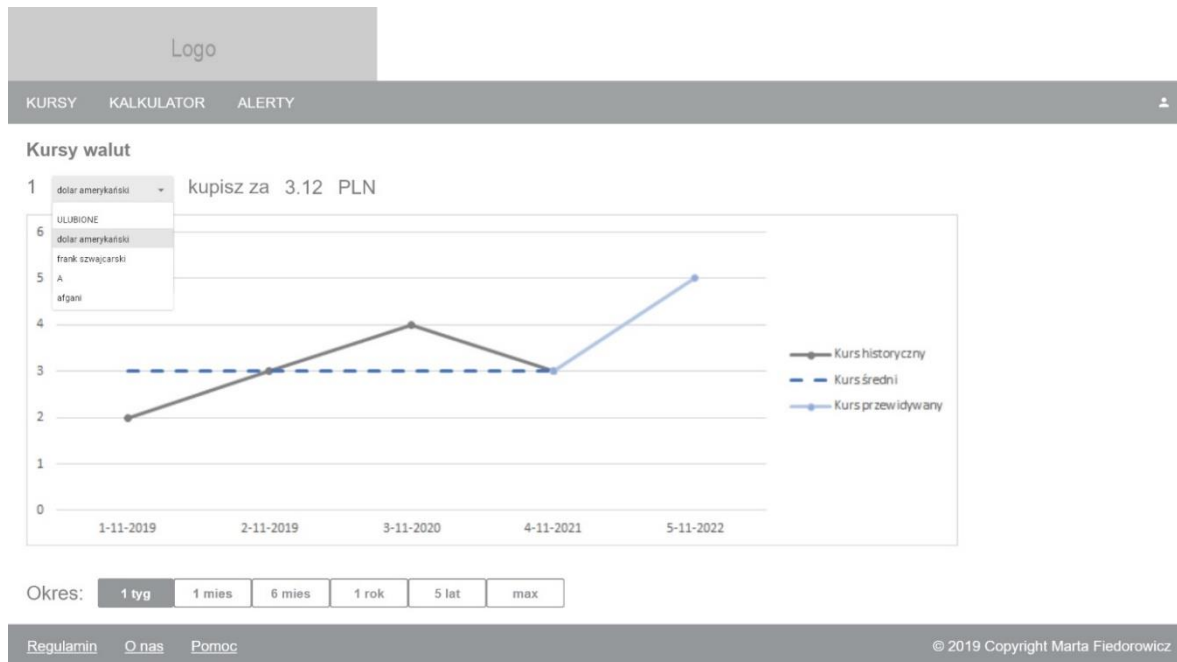 Logo
KURSY KALKULATOR ALERTY
Kursy walut
1 dolar amerykański kupisz za 3.12 PLN
ULUBIONE
dolar amerykański
frank szwajcarski
A
afgani
6
5
4
3
2
1
0
1-11-2019 2-11-2019 3-11-2020 4-11-2021 5-11-2022
Kurs historyczny
Kurs średni
Kurs przewidywany
Okres: 1 tyg 1 mies 6 mies 1 rok 5 lat max
Regulamin O nas Pomoc © 2019 Copyright Marta Fiedorowicz